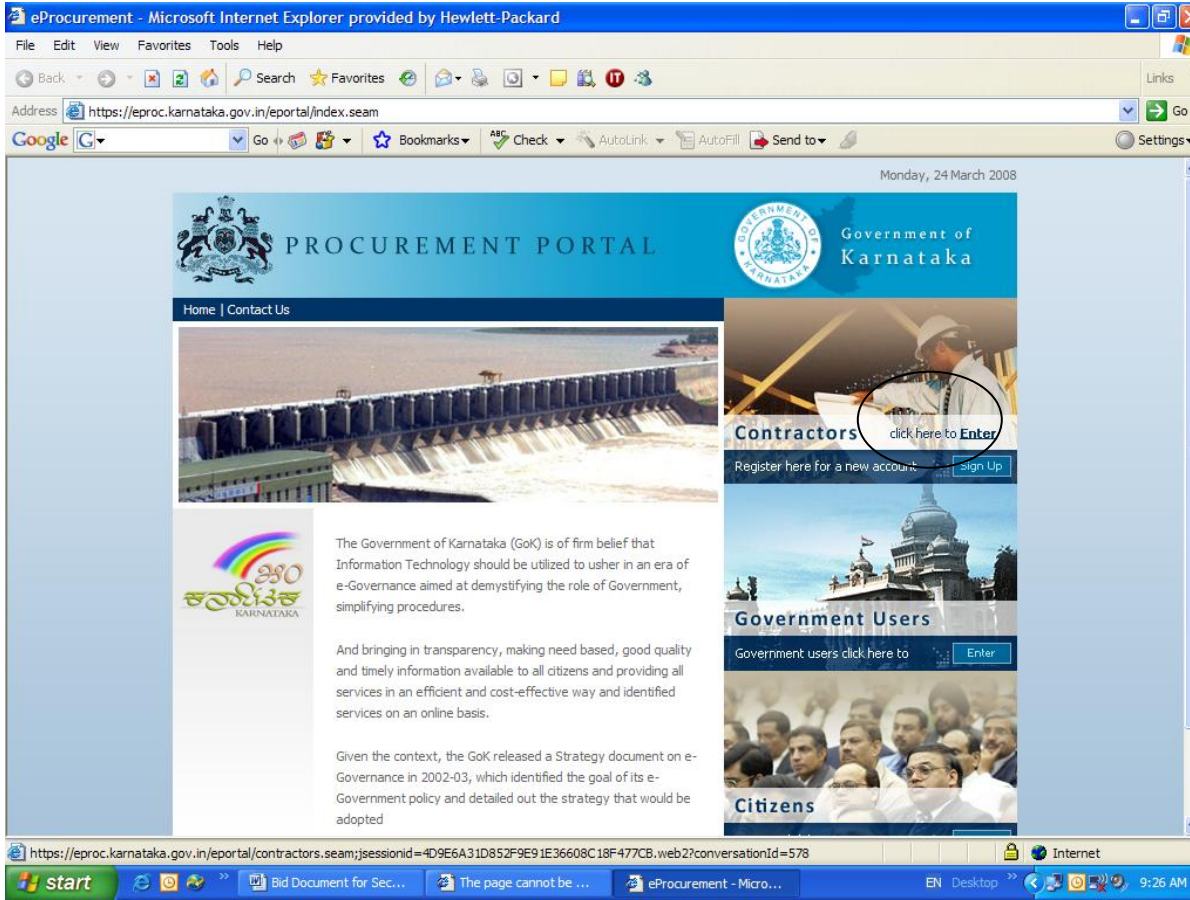 eProcurement - Microsoft Internet Explorer provided by Hewlett-Packard
File Edit View Favorites Tools Help
Back Search Favorites Links
Address https://eproc.karnataka.gov.in/eportal/index.seam Go
Google G Go Bookmarks ABC Check AutoLink AutoFill Send to Settings
Monday, 24 March 2008
PROCUREMENT PORTAL
GOVERNMENT OF KARNATAKA
Government of
Karnataka
Home | Contact Us
Contractors click here to Enter
Register here for a new account Sign Up
Government Users
Government users click here to Enter
Citizens
KARNATAKA
The Government of Karnataka (GoK) is of firm belief that
Information Technology should be utilized to usher in an era of
e-Governance aimed at demystifying the role of Government,
simplifying procedures.
And bringing in transparency, making need based, good quality
and timely information available to all citizens and providing all
services in an efficient and cost-effective way and identified
services on an online basis.
Given the context, the GoK released a Strategy document on e-
Governance in 2002-03, which identified the goal of its e-
Government policy and detailed out the strategy that would be
adopted
https://eproc.karnataka.gov.in/eportal/contractors.seam;jsessionid=4D9E6A31D852F9E91E36608C18F477CB.web2?conversationId=578 Internet
start Bid Document for Sec... The page cannot be ... eProcurement - Micro... EN Desktop 9:26 AM